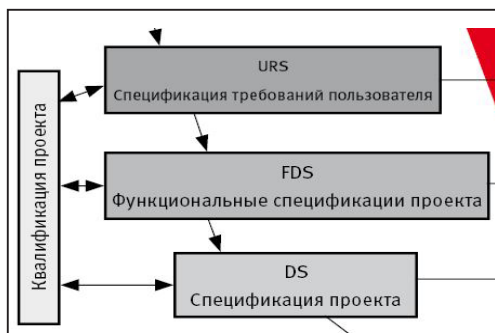 URS
Спецификация требований пользователя
Квалификация проекта
FDS
Функциональные спецификации проекта
DS
Спецификация проекта